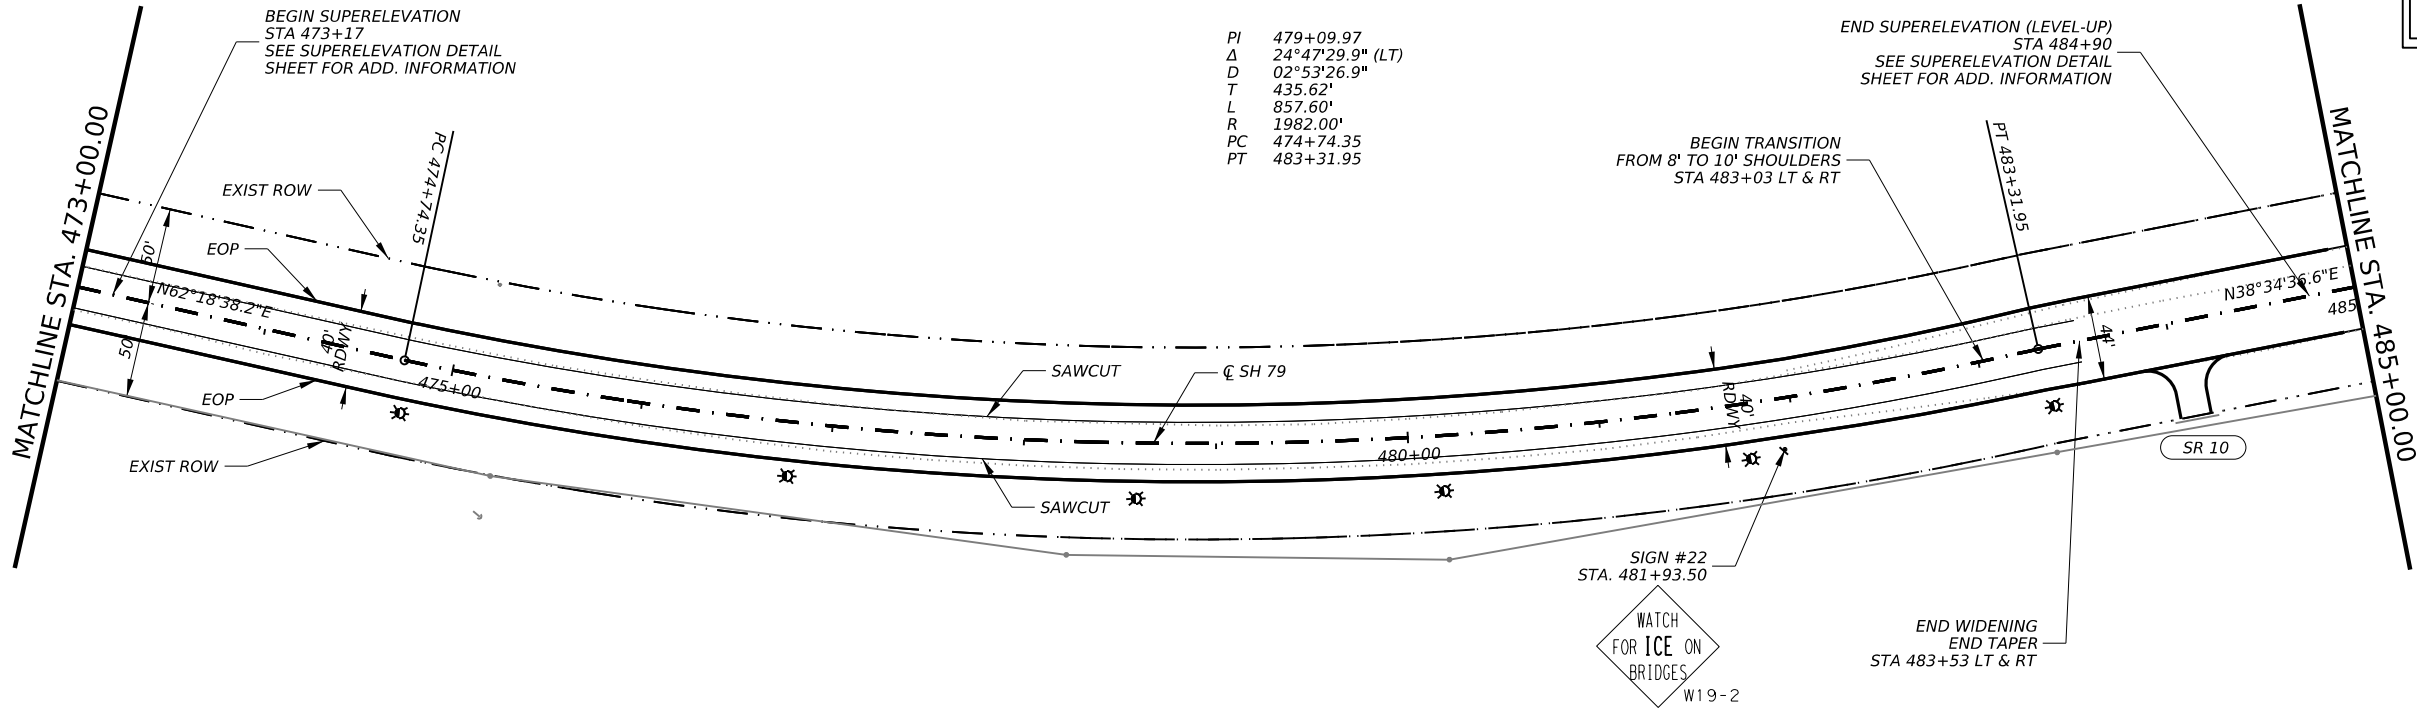 BEGIN SUPERELEVATION
STA 473+17
SEE SUPERELEVATION DETAIL
SHEET FOR ADD. INFORMATION
PI 479+09.97
Δ 24°47'29.9" (LT)
D 02°53'26.9"
T 435.62'
L 857.60'
R 1982.00'
PC 474+74.35
PT 483+31.95
END SUPERELEVATION (LEVEL-UP)
STA 484+90
SEE SUPERELEVATION DETAIL
SHEET FOR ADD. INFORMATION
BEGIN TRANSITION
FROM 8' TO 10' SHOULDERS
STA 483+03 LT & RT
MATCHLINE STA. 473+00.00
PC 474+74.35
PT 483+31.95
MATCHLINE STA. 485+00.00
EXIST ROW
EOP
50'
N62°18'38.2"E
40'
RDWY
50'
475+00
EOP
EXIST ROW
SAWCUT
℄ SH 79
SAWCUT
480+00
40'
RDWY
44'
N38°34'36.6"E
485
SR 10
SIGN #22
STA. 481+93.50
WATCH
FOR ICE ON
BRIDGES
W19-2
END WIDENING
END TAPER
STA 483+53 LT & RT